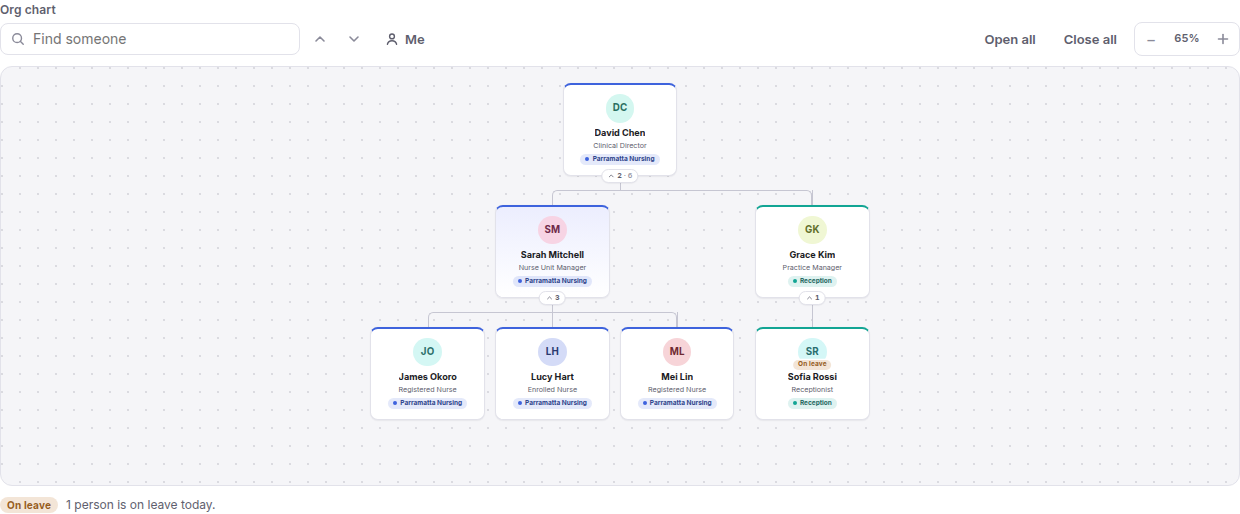 Org chart
Find someone
Me
Open all
Close all
65%
DC
David Chen
Clinical Director
Parramatta Nursing
2 · 6
SM
Sarah Mitchell
Nurse Unit Manager
Parramatta Nursing
3
GK
Grace Kim
Practice Manager
Reception
1
JO
James Okoro
Registered Nurse
Parramatta Nursing
LH
Lucy Hart
Enrolled Nurse
Parramatta Nursing
ML
Mei Lin
Registered Nurse
Parramatta Nursing
SR
On leave
Sofia Rossi
Receptionist
Reception
On leave 1 person is on leave today.